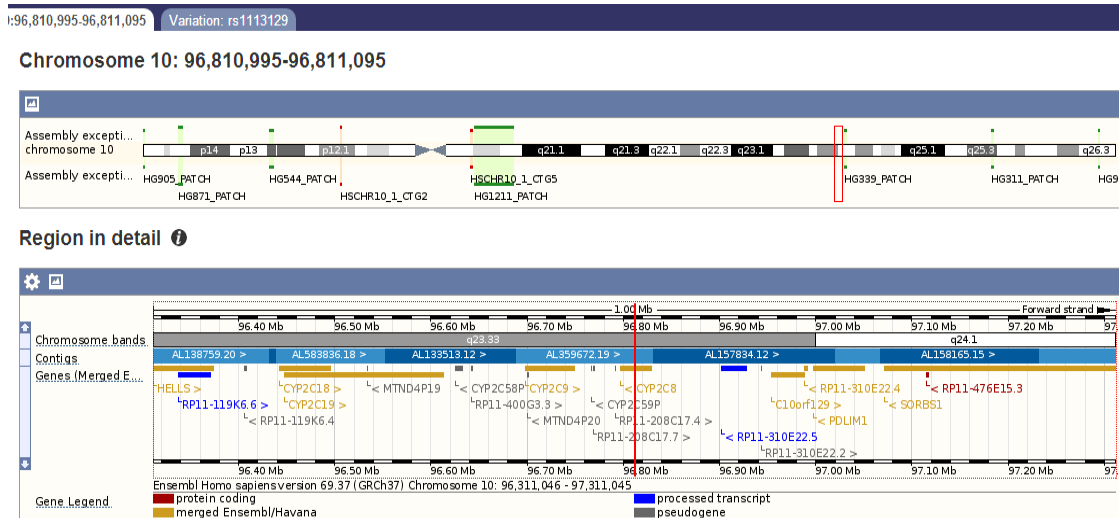 ):96,810,995-96,811,095 Variation: rs1113129
Chromosome 10: 96,810,995-96,811,095
Assembly excepti...
chromosome 10 p14 p13 p12.1 q21.1 q21.3 q22.1 q22.3 q23.1 q25.1 q25.3 q26.3
Assembly excepti...
HG905_PATCH HG544_PATCH HSCHR10_1_CTG5 HG339_PATCH HG311_PATCH HG9
HG871_PATCH HSCHR10_1_CTG2 HG1211_PATCH
Region in detail
1.00 Mb Forward strand
96.40 Mb 96.50 Mb 96.60 Mb 96.70 Mb 96.80 Mb 96.90 Mb 97.00 Mb 97.10 Mb 97.20 Mb 97.
Chromosome bands q23.33 q24.1
Contigs AL138759.20 > AL583836.18 > AL133513.12 > AL359672.19 > AL157834.12 > AL158165.15 >
Genes (Merged E...
HELLS > CYP2C18 > < MTND4P19 < CYP2C58P CYP2C9 > < CYP2C8 < RP11-310E22.4 < RP11-476E15.3
RP11-119K6.6 > CYP2C19 > RP11-400G3.3 > < CYP2C59P C10orf129 > < SORBS1
< RP11-119K6.4 < MTND4P20 RP11-208C17.4 > < PDLIM1
RP11-208C17.7 > < RP11-310E22.5
RP11-310E22.2 >
96.40 Mb 96.50 Mb 96.60 Mb 96.70 Mb 96.80 Mb 96.90 Mb 97.00 Mb 97.10 Mb 97.20 Mb 97.
Ensembl Homo sapiens version 69.37 (GRCh37) Chromosome 10: 96,311,046 - 97,311,045
Gene Legend protein coding processed transcript
merged Ensembl/Havana pseudogene